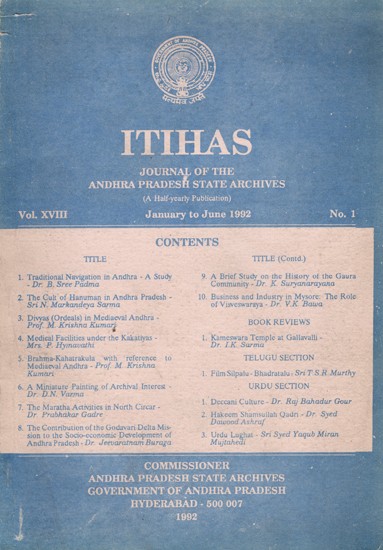 ITIHAS
JOURNAL OF THE
ANDHRA PRADESH STATE ARCHIVES
(A Half-yearly Publication)
Vol. XVIII January to June 1992 No. 1
CONTENTS
TITLE
1. Traditional Navigation in Andhra - A Study
- Dr. B. Sree Padma
2. The Cult of Hanuman in Andhra Pradesh -
Sri N. Markandeya Sarma
3. Divyas (Ordeals) in Mediaeval Andhra -
Prof. M. Krishna Kumari
4. Medical Facilities under the Kakatiyas -
Mrs. P. Hymavathi
5. Brahma-Kshatrakula with reference to
Mediaeval Andhra - Prof. M. Krishna
Kumari
6. A Miniature Painting of Archival Interest -
Dr. D.N. Varma
7. The Maratha Activities in North Circar -
Dr. Prabhakar Gadre
8. The Contribution of the Godavari Delta Mis-
sion to the Socio-economic Development of
Andhra Pradesh - Dr. Jeevaratnam Buraga
TITLE (Contd.)
9. A Brief Study on the History of the Gaura
Community - Dr. K. Suryanarayana
10. Business and Industry in Mysore: The Role
of Visveswaraya - Dr. V.K. Bawa
BOOK REVIEWS
1. Kameswara Temple at Gallavalli -
Dr. I.K. Sarma
TELUGU SECTION
1. Film Silpala - Bhadratalu - Sri T.S.R. Murthy
URDU SECTION
1. Deccani Culture - Dr. Raj Bahadur Gour
2. Hakeem Shamsullah Qadri - Dr. Syed
Dawood Ashraf
3. Urdu Lughat - Sri Syed Yaqub Miran
Mujtahedi
COMMISSIONER
ANDHRA PRADESH STATE ARCHIVES
GOVERNMENT OF ANDHRA PRADESH
HYDERABAD - 500 007
1992